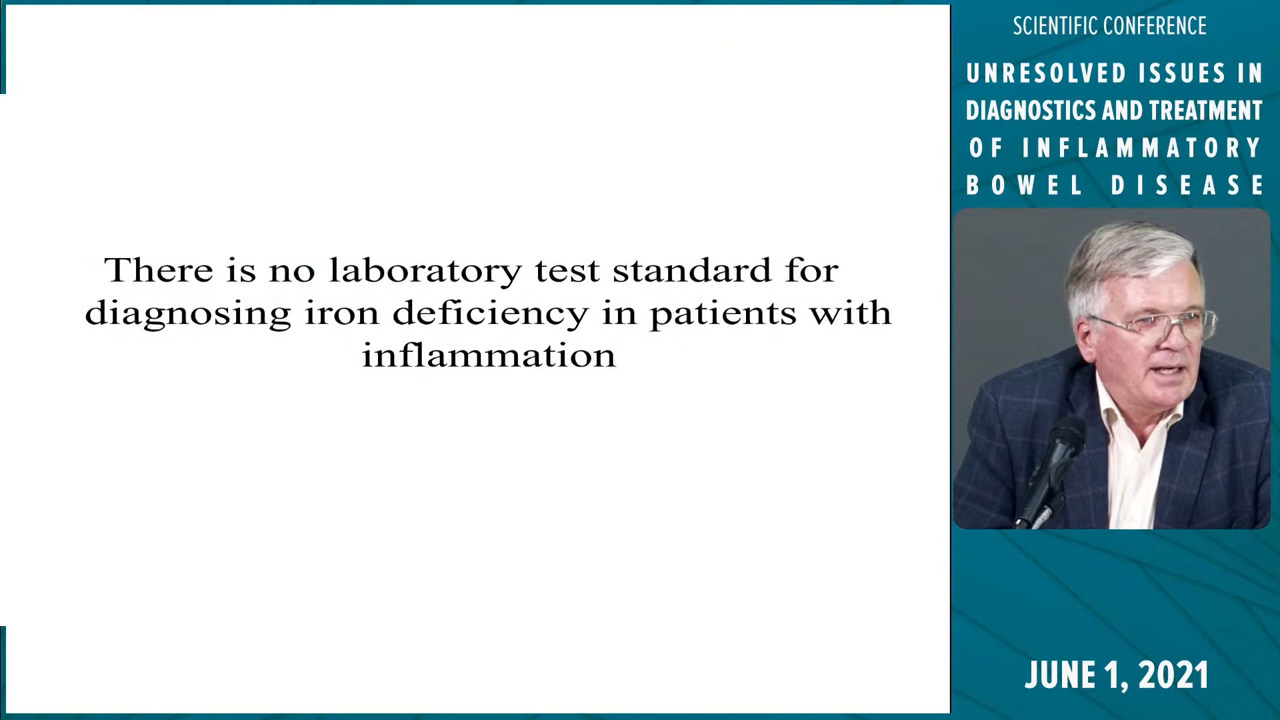 There is no laboratory test standard for
diagnosing iron deficiency in patients with
inflammation
SCIENTIFIC CONFERENCE
UNRESOLVED ISSUES IN
DIAGNOSTICS AND TREATMENT
OF INFLAMMATORY
BOWEL DISEASE
JUNE 1, 2021